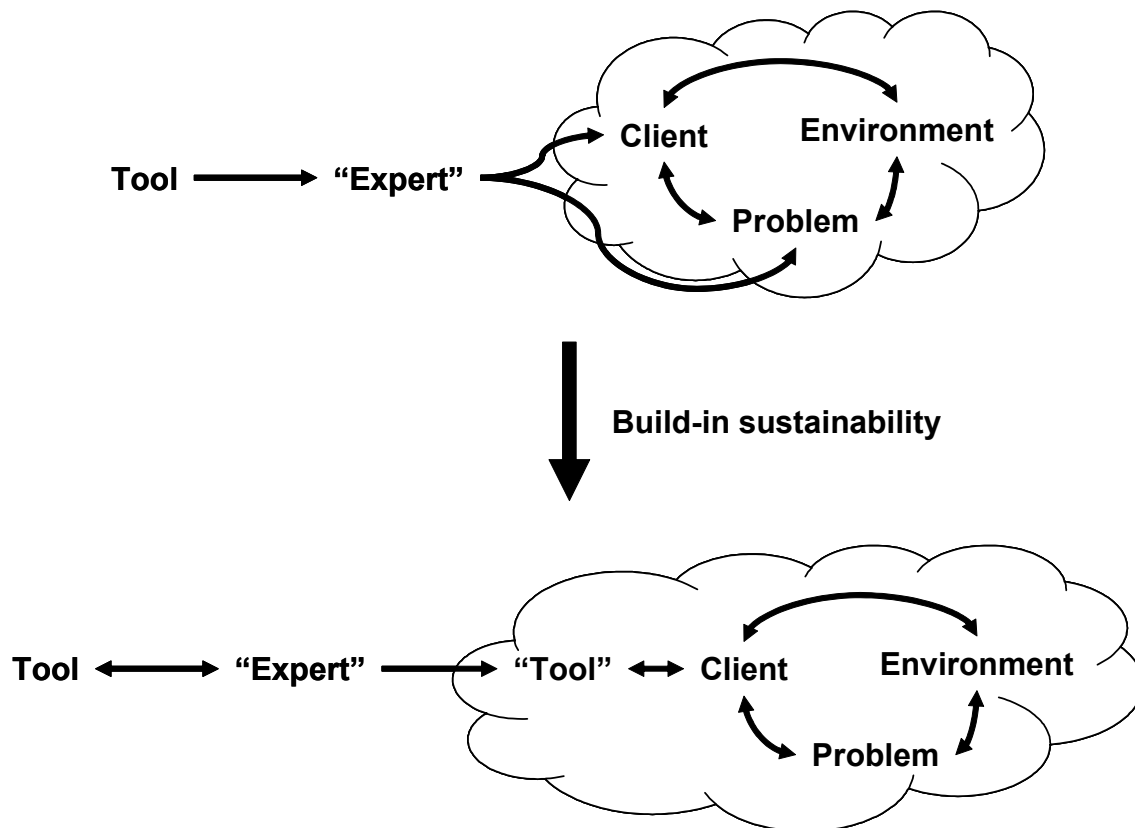 Client
Environment
Tool
“Expert”
Problem
Build-in sustainability
Tool
“Expert”
“Tool”
Client
Environment
Problem